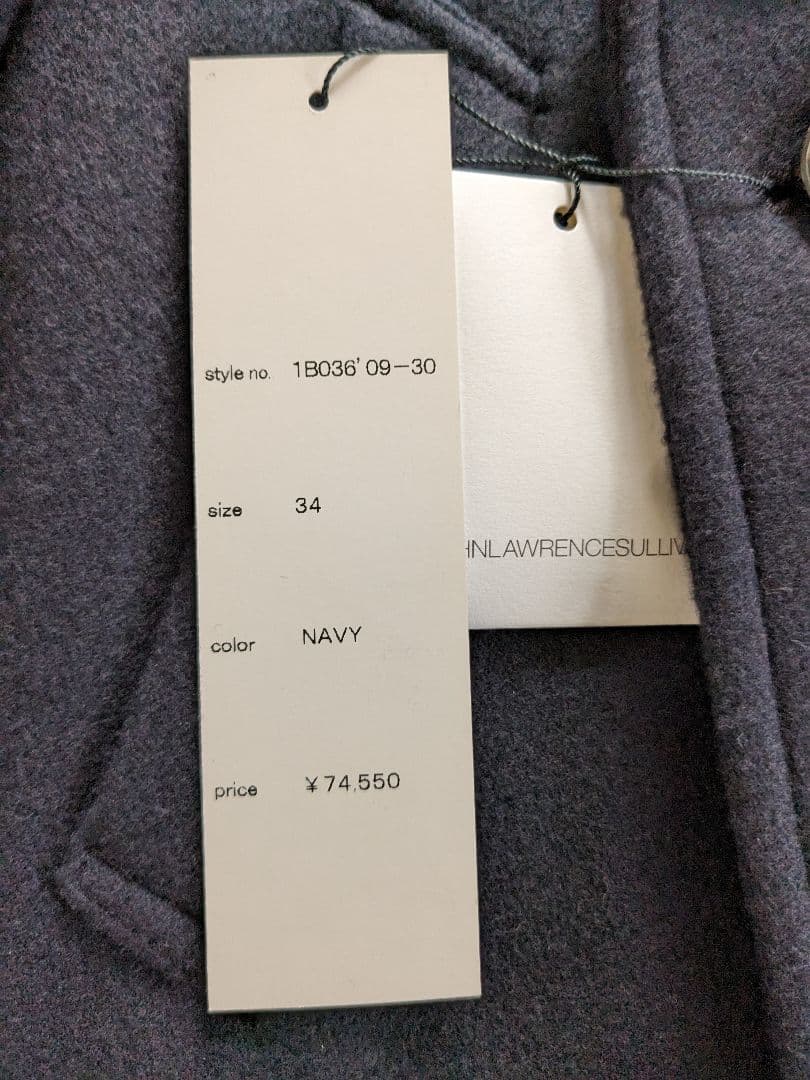 style no. 1B036' 09-30
HNLAWRENCESULLIV
size 34
color NAVY
price ¥74,550